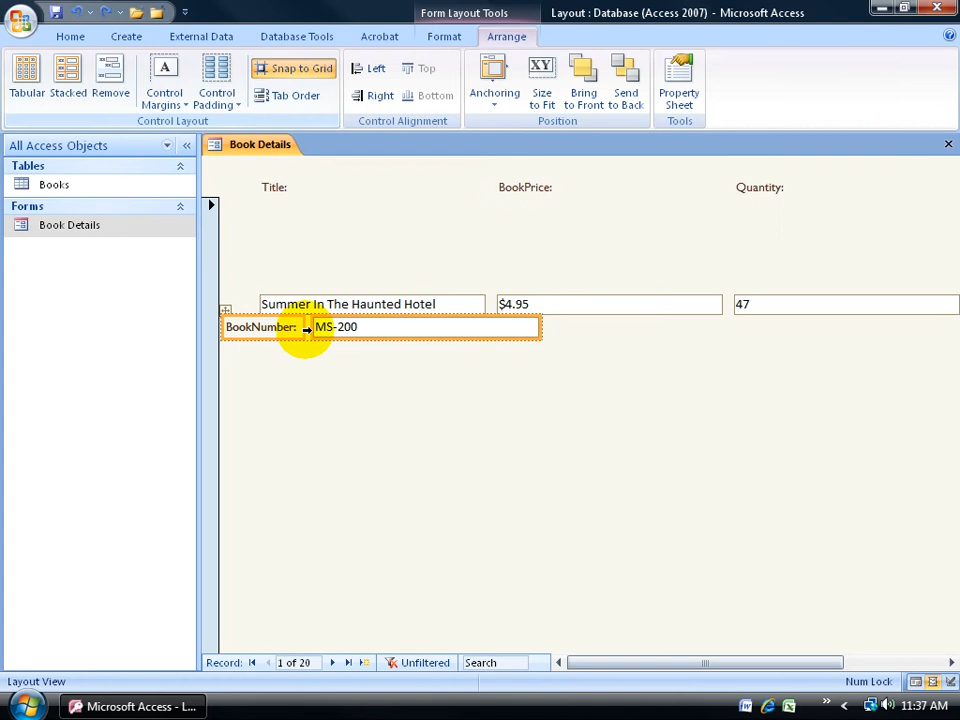 Form Layout Tools
Layout : Database (Access 2007) - Microsoft Access
Home
Create
External Data
Database Tools
Acrobat
Format
Arrange
Tabular
Stacked
Remove
Control Margins
Control Padding
Snap to Grid
Tab Order
Control Layout
Left
Top
Right
Bottom
Control Alignment
Anchoring
Size to Fit
Bring to Front
Send to Back
Position
Property Sheet
Tools
All Access Objects
Tables
Books
Forms
Book Details
Book Details
Title:
BookPrice:
Quantity:
Summer In The Haunted Hotel
$4.95
47
BookNumber:
MS-200
Record:
1 of 20
Unfiltered
Search
Layout View
Num Lock
Microsoft Access - L...
11:37 AM